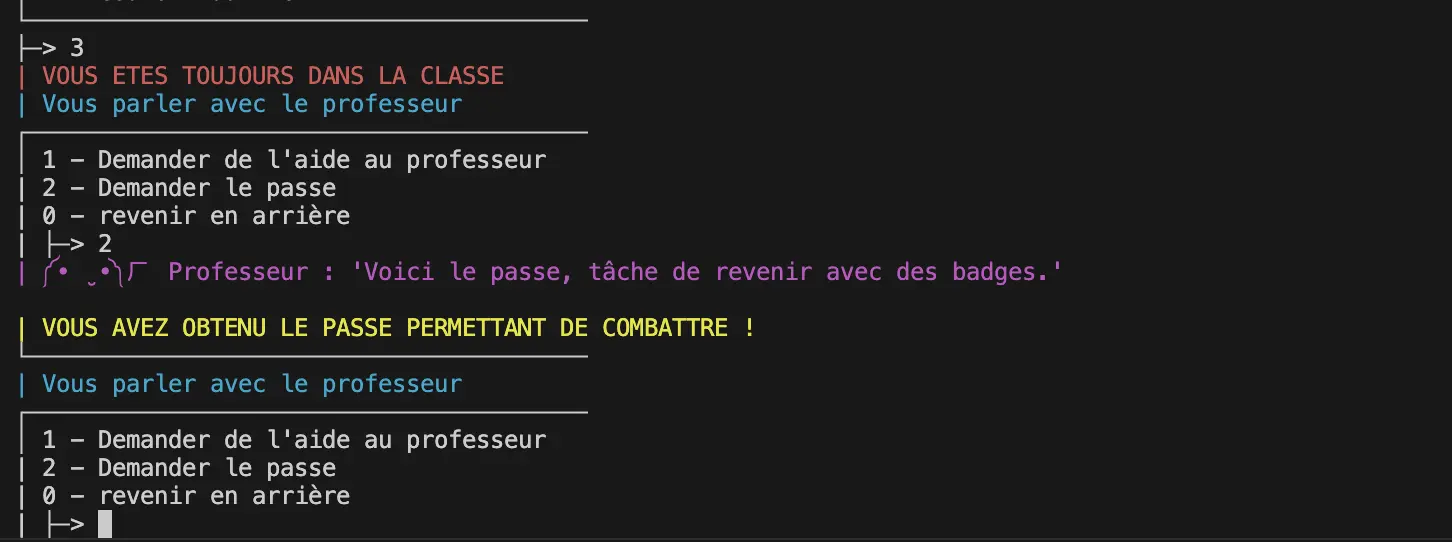 ├─> 3
| VOUS ETES TOUJOURS DANS LA CLASSE
| Vous parler avec le professeur
| 1 - Demander de l'aide au professeur
| 2 - Demander le passe
| 0 - revenir en arrière
| ├─> 2
| Professeur : 'Voici le passe, tâche de revenir avec des badges.'
| VOUS AVEZ OBTENU LE PASSE PERMETTANT DE COMBATTRE !
| Vous parler avec le professeur
| 1 - Demander de l'aide au professeur
| 2 - Demander le passe
| 0 - revenir en arrière
| ├─>